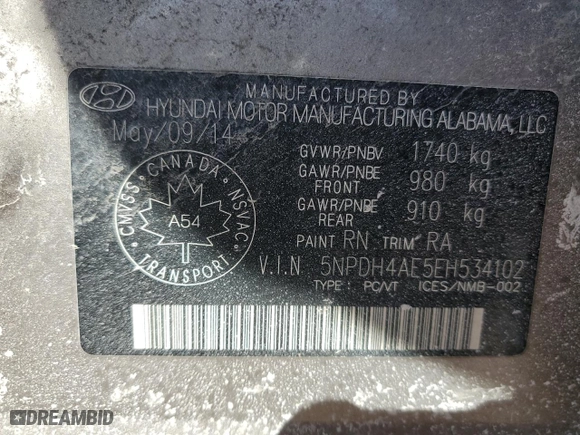 MANUFACTURED BY
HYUNDAI MOTOR MANUFACTURING ALABAMA, LLC
May/09/14
GVWR/PNBV 1740 kg
GAWR/PNBE FRONT 980 kg
GAWR/PNBE REAR 910 kg
PAINT RN TRIM RA
V.I.N 5NPDH4AE5EH534102
TYPE: PC/VT ICES/NMB-002
CMVSS • CANADA • NSVAC
A54
TRANSPORT
DREAMBID